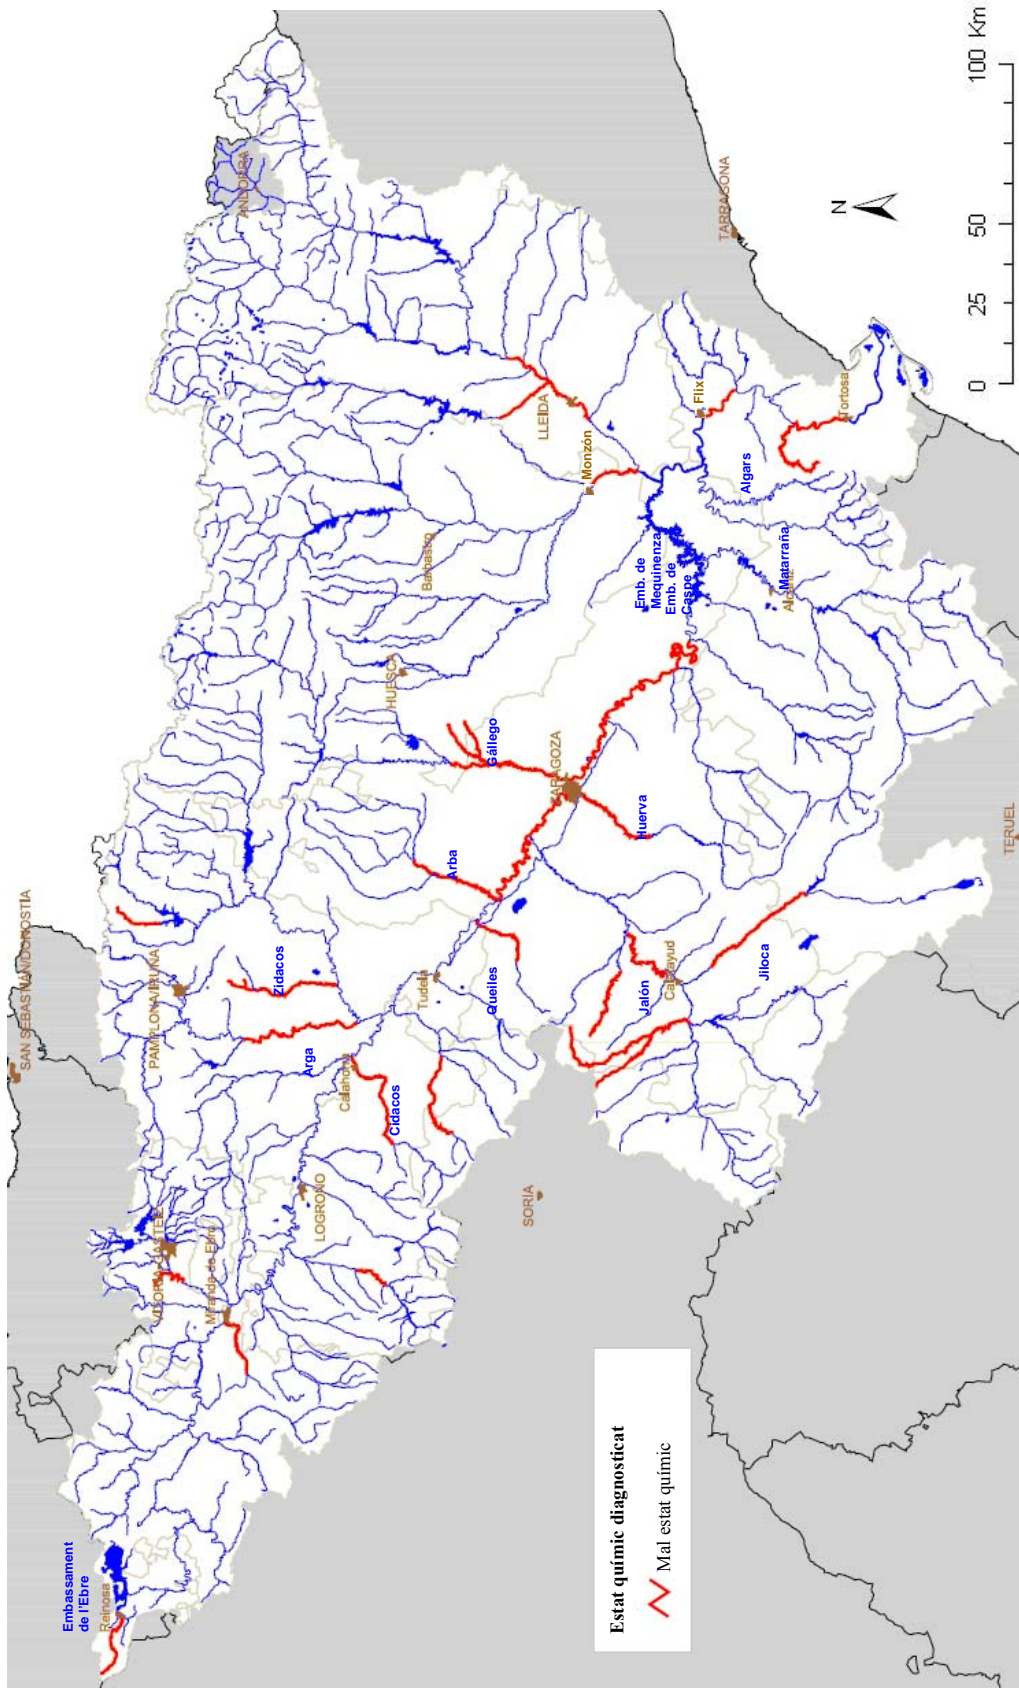 Embassament
de l'Ebre
Reinosa
VITORIA-GASTEIZ
Miranda de Ebro
LOGROÑO
SAN SEBASTIAN/DONOSTIA
PAMPLONA/IRUÑA
Zidacos
Arga
Calahorra
Cidacos
Tudela
Queiles
Arba
SORIA
Jalón
Calatayud
Jiloca
HUESCA
Gállego
ZARAGOZA
Huerva
TERUEL
Barbastro
Monzón
LLEIDA
ANDORRA
Emb. de
Mequinenza
Emb. de
Caspe
Alcañiz
Matarraña
Algars
Flix
Tortosa
TARRAGONA
N
0 25 50 100 Km
Estat químic diagnosticat
Mal estat químic